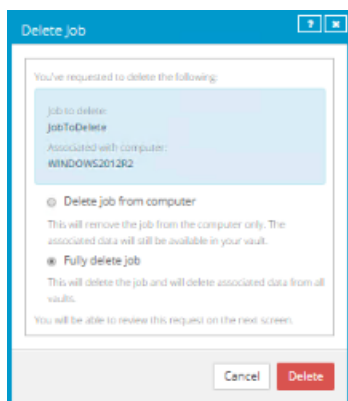 Delete Job
? x
You've requested to delete the following:
Job to delete:
JobToDelete
Associated with computer:
WINDOWS2012R2
Delete job from computer
This will remove the job from the computer only. The
associated data will still be available in your vault.
Fully delete job
This will delete the job and will delete associated data from all
vaults.
You will be able to review this request on the next screen.
Cancel Delete